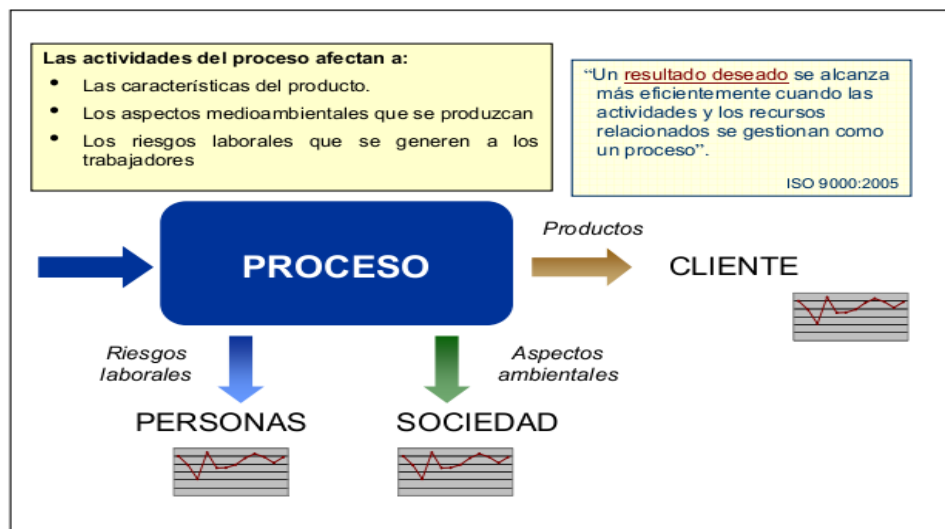 Las actividades del proceso afectan a:
• Las características del producto.
• Los aspectos medioambientales que se produzcan
• Los riesgos laborales que se generen a los
trabajadores
“Un resultado deseado se alcanza
más eficientemente cuando las
actividades y los recursos
relacionados se gestionan como
un proceso”.
ISO 9000:2005
PROCESO
Productos
CLIENTE
Riesgos
laborales
Aspectos
ambientales
PERSONAS
SOCIEDAD